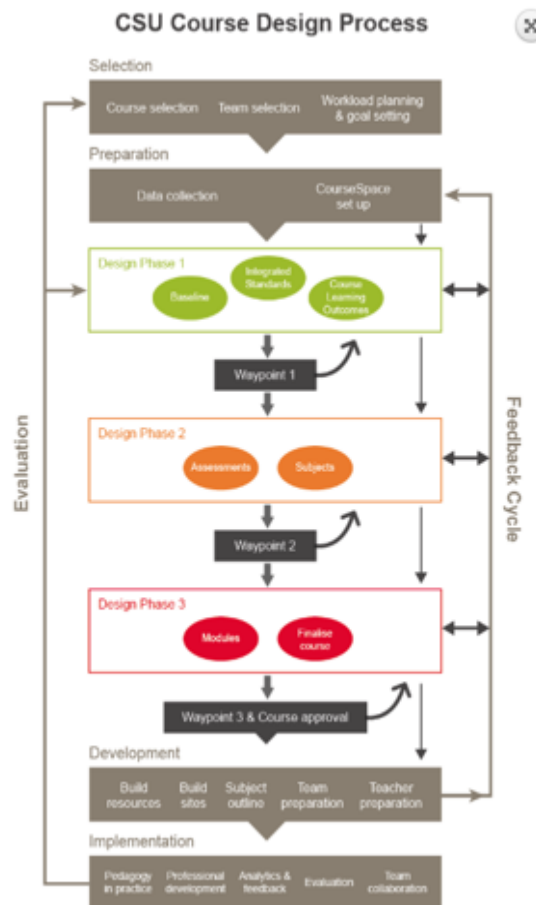 CSU Course Design Process
Selection
Course selection
Team selection
Workload planning
& goal setting
Preparation
Data collection
CourseSpace
set up
Design Phase 1
Baseline
Integrated
Standards
Course
Learning
Outcomes
Waypoint 1
Design Phase 2
Assessments
Subjects
Waypoint 2
Design Phase 3
Modules
Finalise
course
Waypoint 3 & Course approval
Development
Build
resources
Build
sites
Subject
outline
Team
preparation
Teacher
preparation
Implementation
Pedagogy
in practice
Professional
development
Analytics &
feedback
Evaluation
Team
collaboration
Evaluation
Feedback Cycle